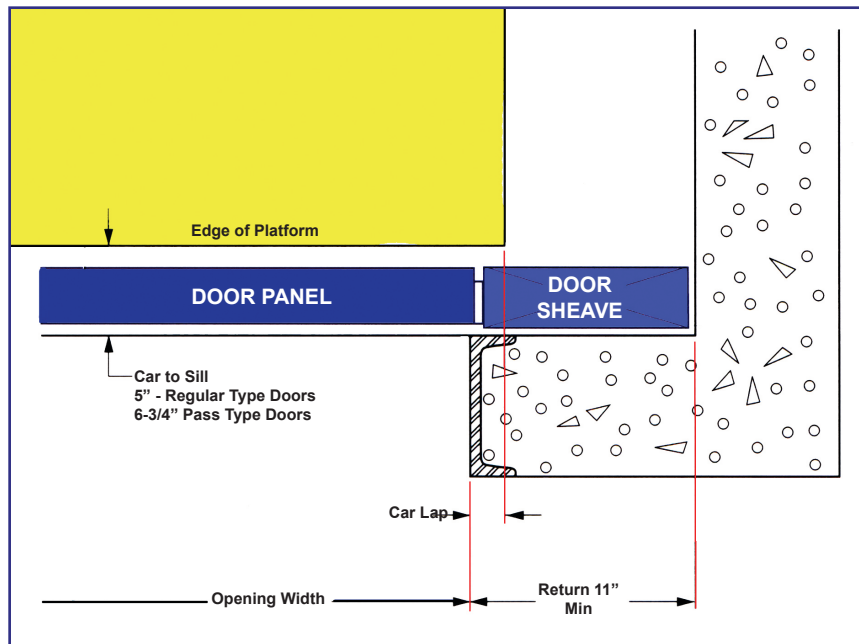 Edge of Platform
DOOR PANEL
DOOR
SHEAVE
Car to Sill
5” - Regular Type Doors
6-3/4” Pass Type Doors
Car Lap
Opening Width
Return 11”
Min